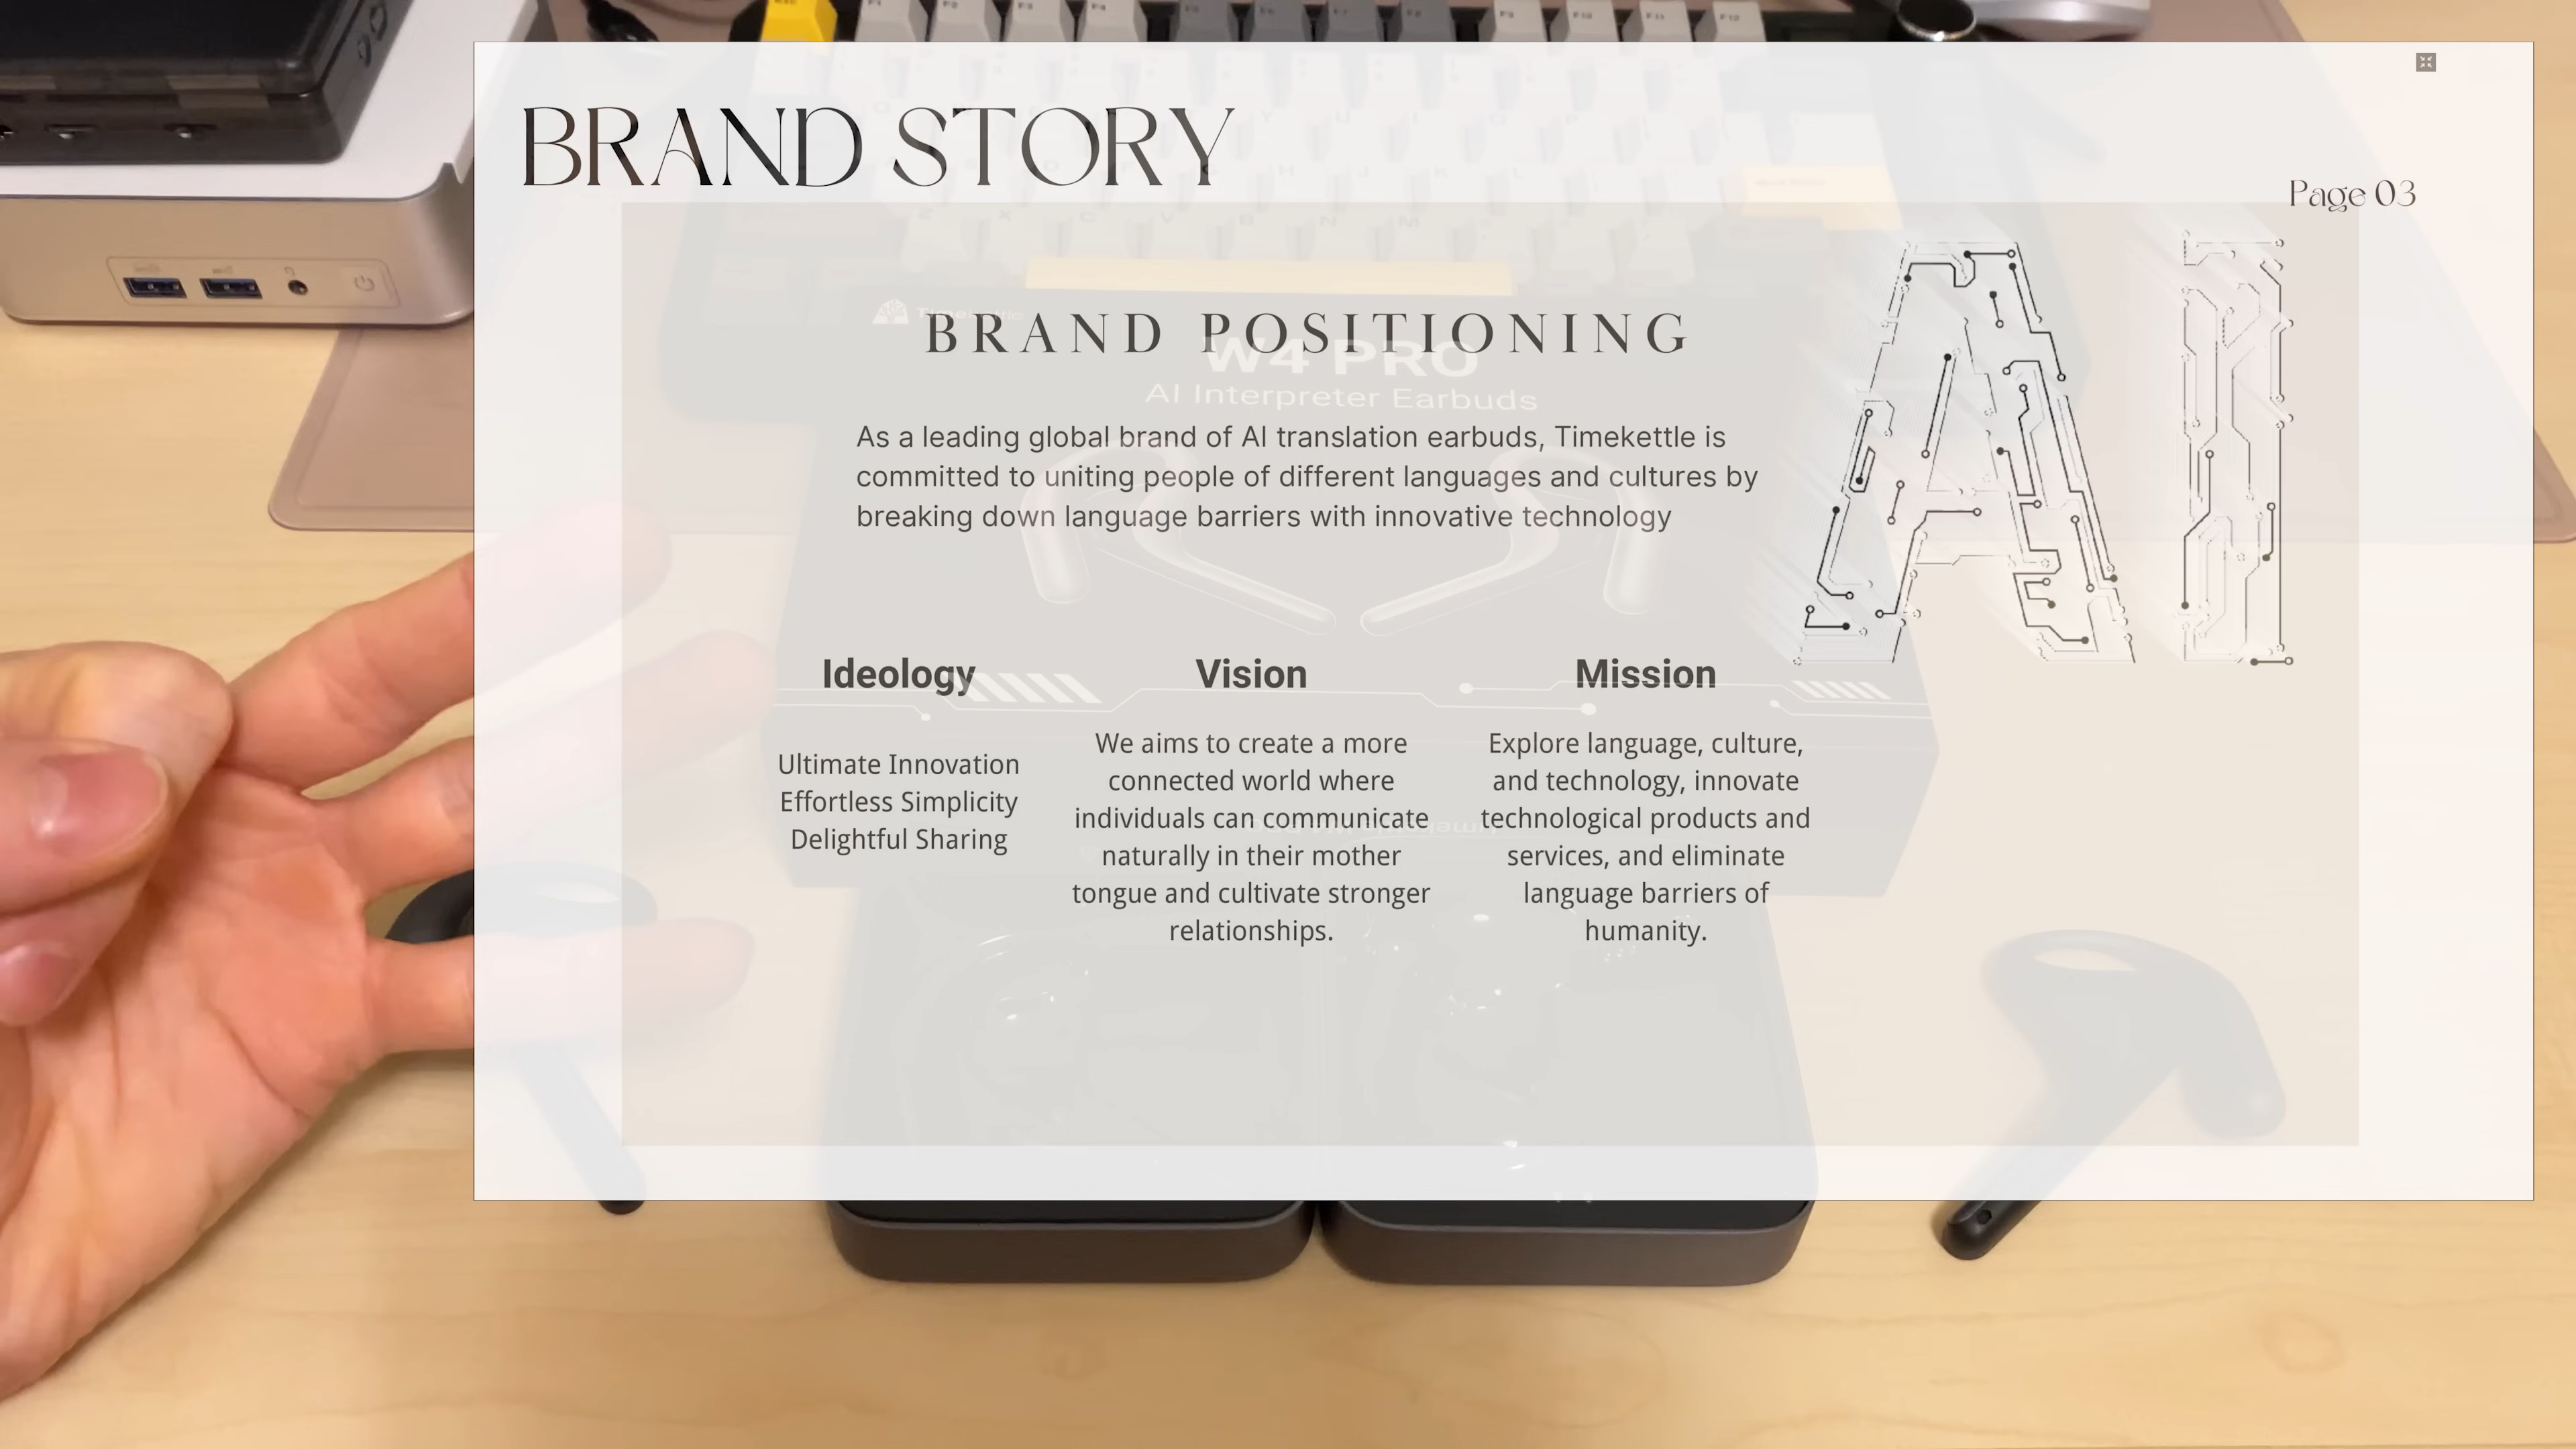 BRAND STORY
Page 03
Timekettle
BRAND POSITIONING
W4 PRO
AI Interpreter Earbuds
As a leading global brand of AI translation earbuds, Timekettle is
committed to uniting people of different languages and cultures by
breaking down language barriers with innovative technology
AI
Ideology
Ultimate Innovation
Effortless Simplicity
Delightful Sharing
Vision
We aims to create a more
connected world where
individuals can communicate
naturally in their mother
tongue and cultivate stronger
relationships.
Mission
Explore language, culture,
and technology, innovate
technological products and
services, and eliminate
language barriers of
humanity.